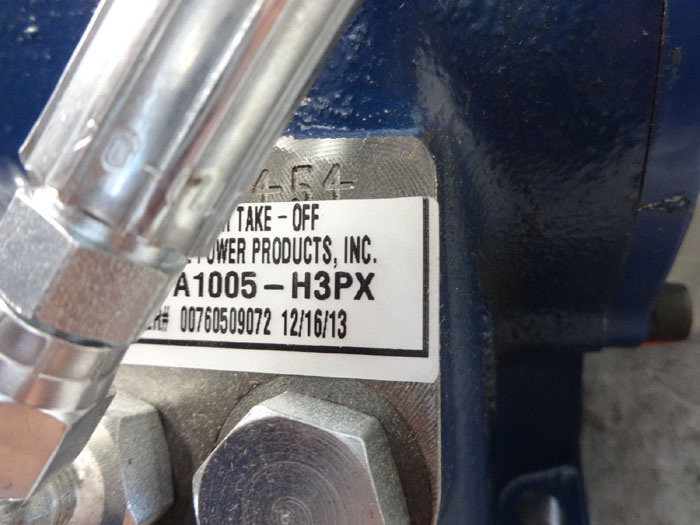 464
TAKE-OFF
POWER PRODUCTS, INC.
A1005-H3PX
00760509072 12/16/13